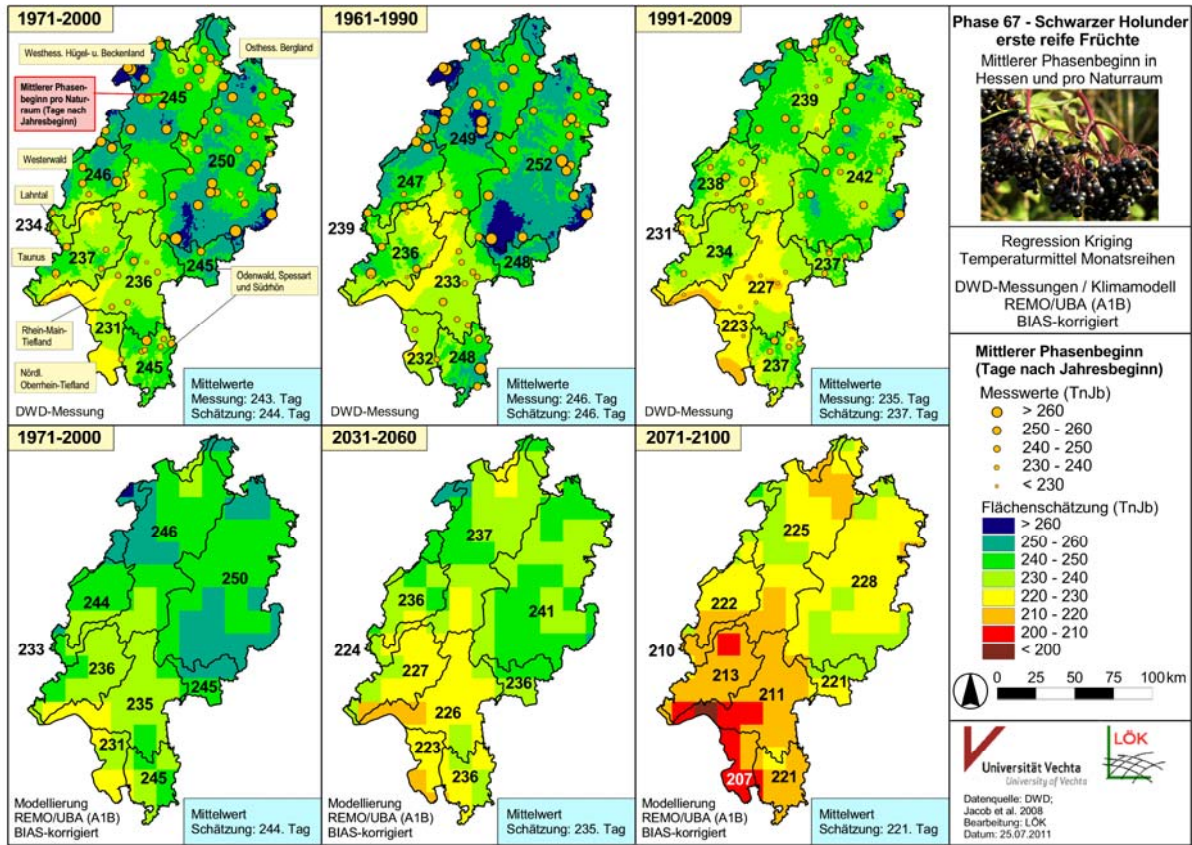 1971-2000
Westhess. Hügel- u. Beckenland
Osthess. Bergland
Mittlerer Phasen-
beginn pro Natur-
raum (Tage nach
Jahresbeginn)
245
250
Westerwald
246
Lahntal
234
237
Taunus
236
245
Odenwald, Spessart
und Südrhön
Rhein-Main-
Tiefland
231
245
Nördl.
Oberrhein-Tiefland
DWD-Messung
Mittelwerte
Messung: 243. Tag
Schätzung: 244. Tag
1961-1990
249
252
247
239
236
233
248
232
248
DWD-Messung
Mittelwerte
Messung: 246. Tag
Schätzung: 246. Tag
1991-2009
239
242
238
231
234
237
227
223
237
DWD-Messung
Mittelwerte
Messung: 235. Tag
Schätzung: 237. Tag
Phase 67 - Schwarzer Holunder
erste reife Früchte
Mittlerer Phasenbeginn in
Hessen und pro Naturraum
Regression Kriging
Temperaturmittel Monatsreihen
DWD-Messungen / Klimamodell
REMO/UBA (A1B)
BIAS-korrigiert
Mittlerer Phasenbeginn
(Tage nach Jahresbeginn)
Messwerte (TnJb)
> 260
250 - 260
240 - 250
230 - 240
< 230
Flächenschätzung (TnJb)
> 260
250 - 260
240 - 250
230 - 240
220 - 230
210 - 220
200 - 210
< 200
0 25 50 75 100 km
1971-2000
246
250
244
233
236
245
235
231
245
Modellierung
REMO/UBA (A1B)
BIAS-korrigiert
Mittelwert
Schätzung: 244. Tag
2031-2060
237
241
236
224
227
236
226
223
236
Modellierung
REMO/UBA (A1B)
BIAS-korrigiert
Mittelwert
Schätzung: 235. Tag
2071-2100
225
228
222
210
213
221
211
207
221
Modellierung
REMO/UBA (A1B)
BIAS-korrigiert
Mittelwert
Schätzung: 221. Tag
Universität Vechta
University of Vechta
LÖK
Datenquelle: DWD;
Jacob et al. 2008
Bearbeitung: LÖK
Datum: 25.07.2011